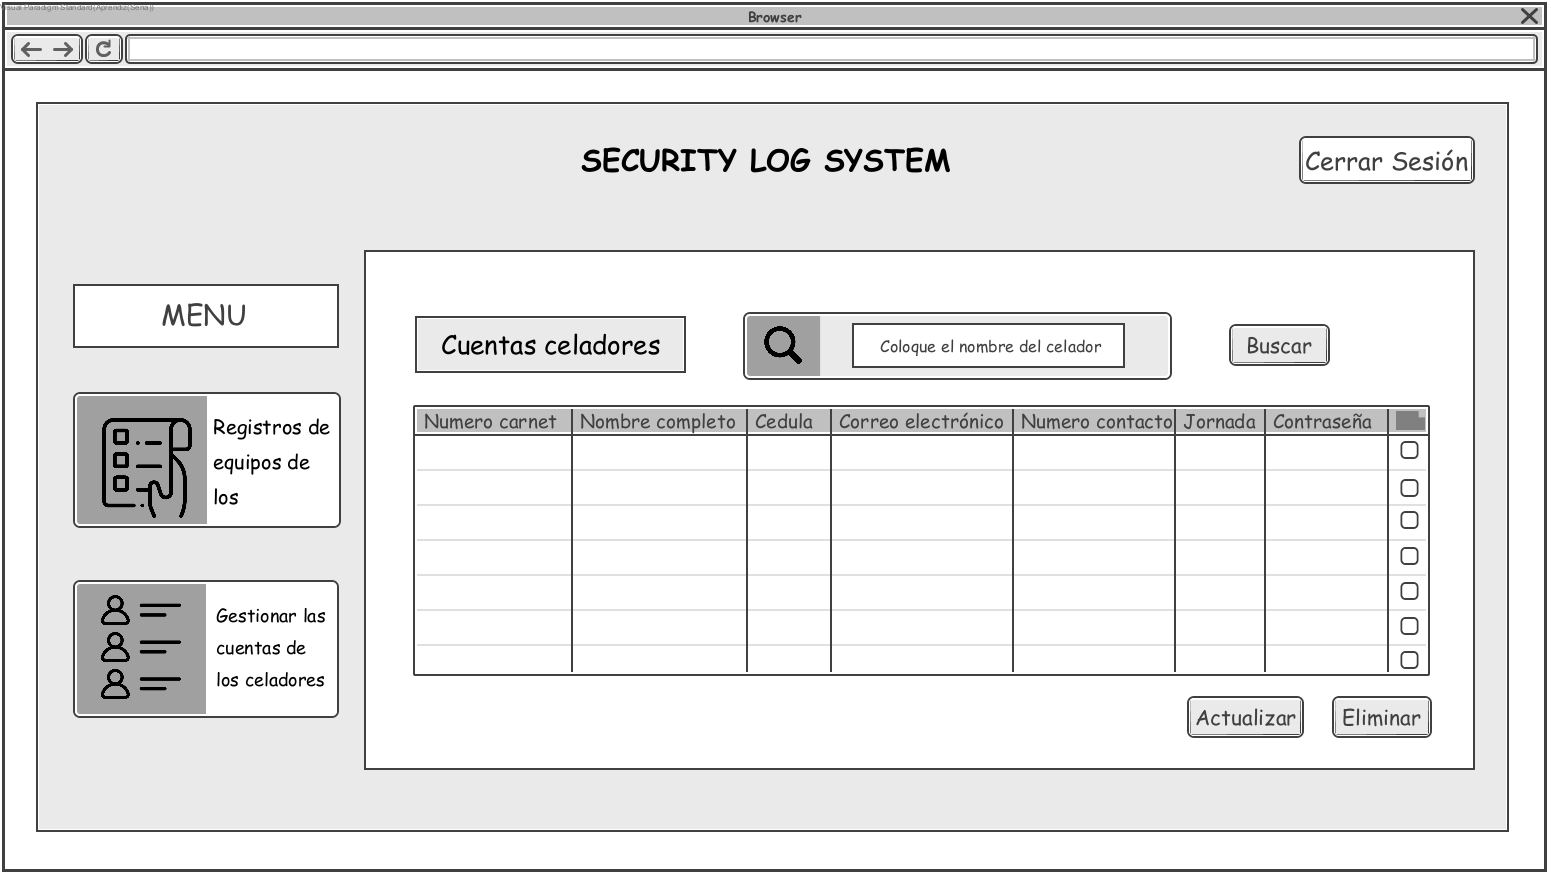 Visual Paradigm Standard(Aprendiz(Sena))
Browser
SECURITY LOG SYSTEM
Cerrar Sesión
MENU
Cuentas celadores
Coloque el nombre del celador
Buscar
Registros de
equipos de
los
Numero carnet Nombre completo Cedula Correo electrónico Numero contacto Jornada Contraseña
Gestionar las
cuentas de
los celadores
Actualizar Eliminar